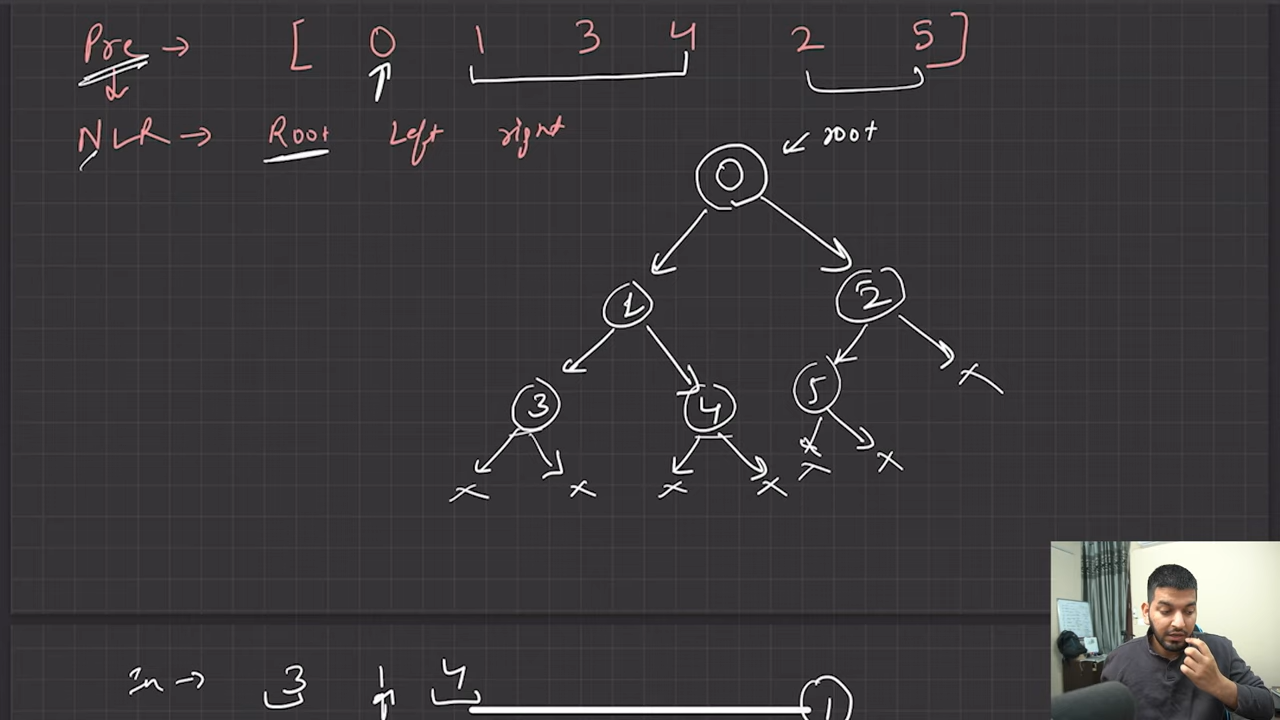 Pre → [ 0 1 3 4 2 5 ]
NLR → Root Left right
← root
0
1 2
3 4 5 x
x x x x x x
In → 3 1 4 1